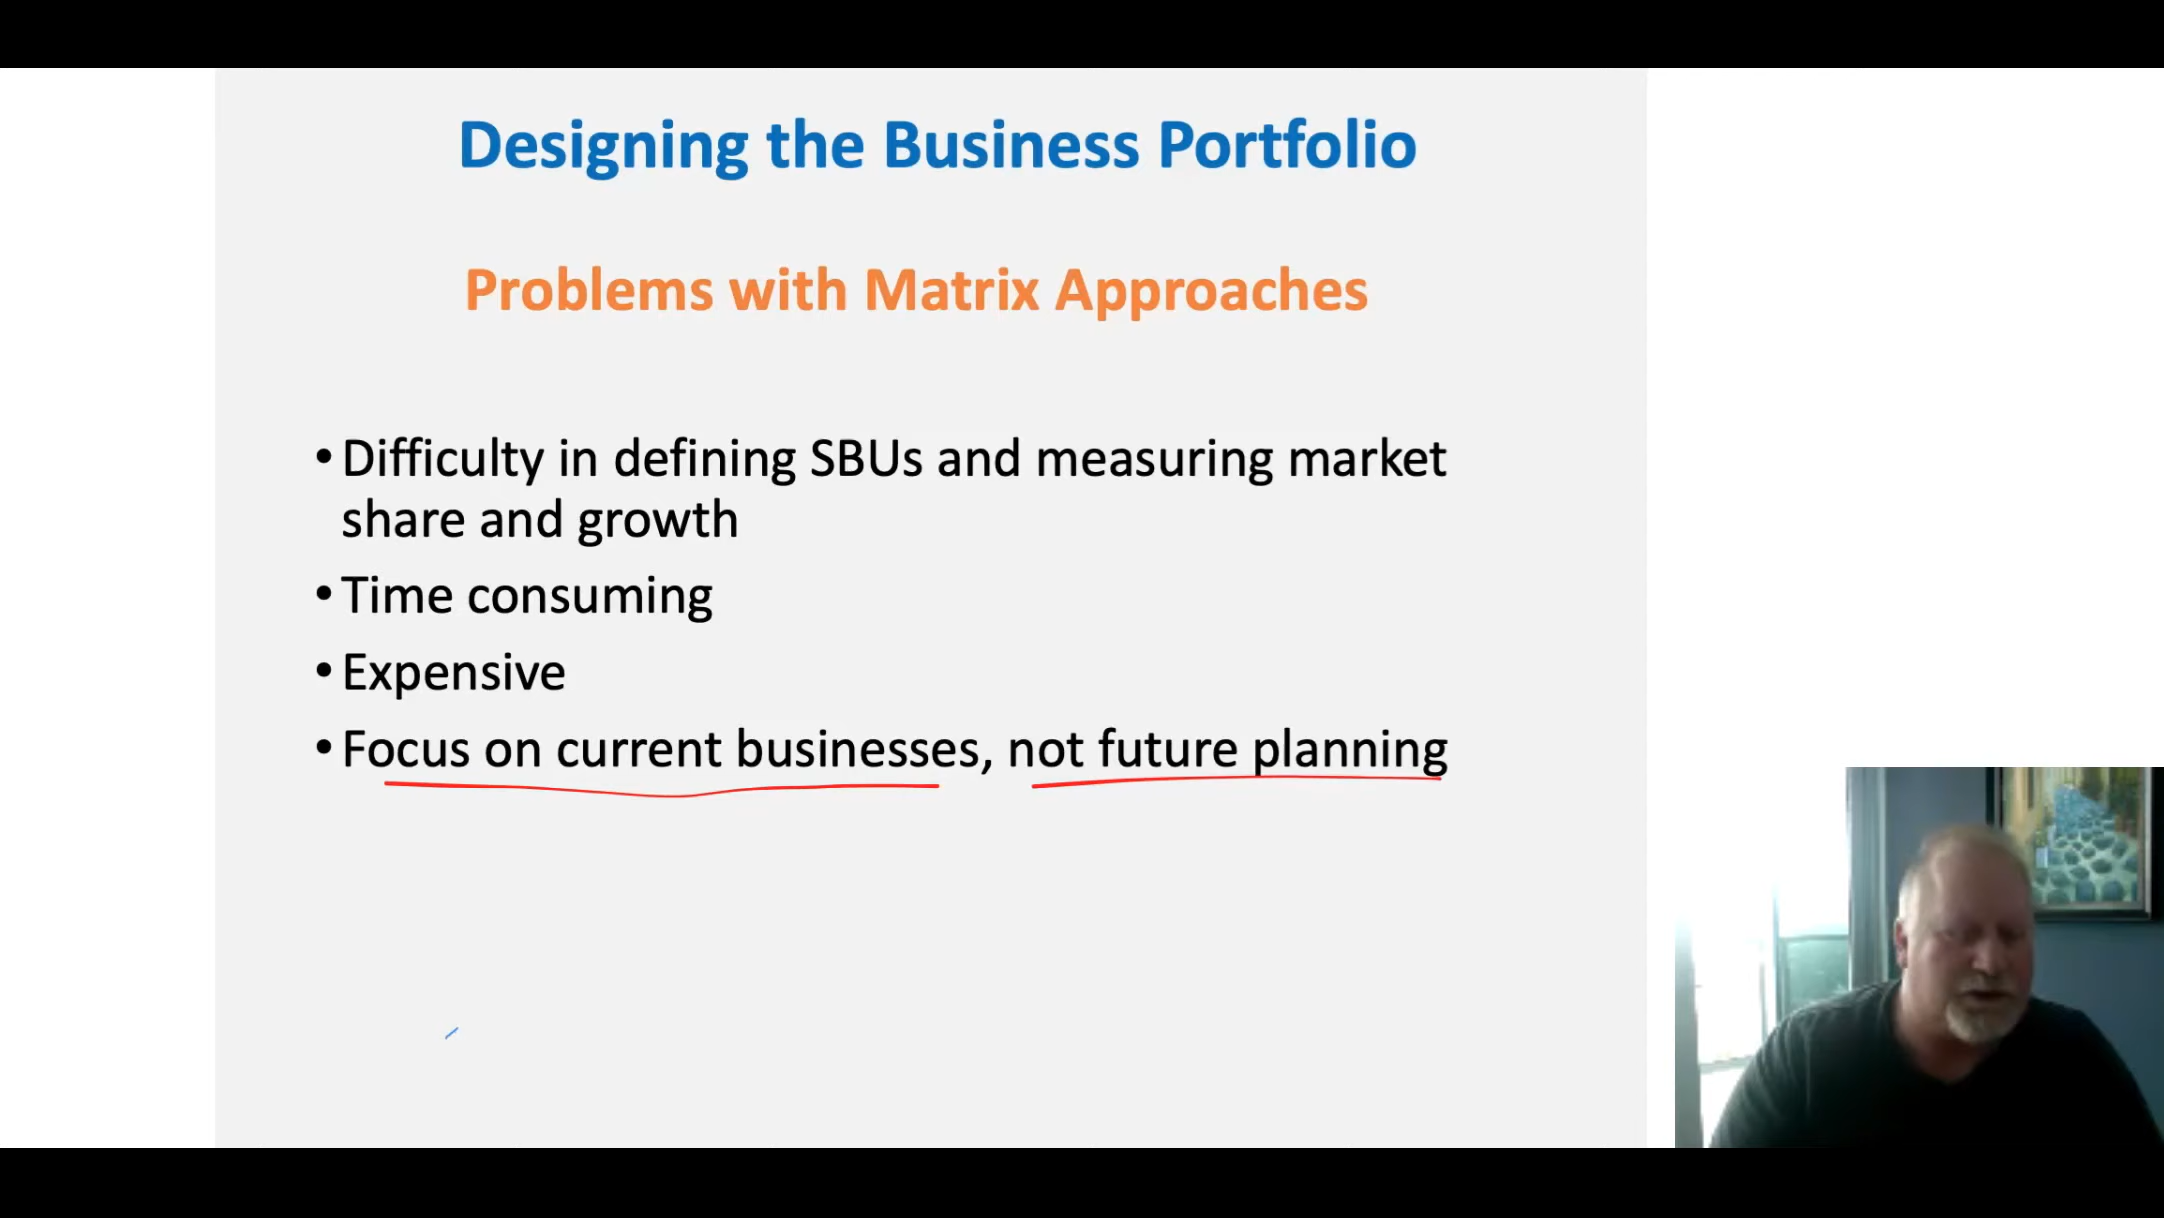 Designing the Business Portfolio
Problems with Matrix Approaches
• Difficulty in defining SBUs and measuring market
share and growth
• Time consuming
• Expensive
• Focus on current businesses, not future planning